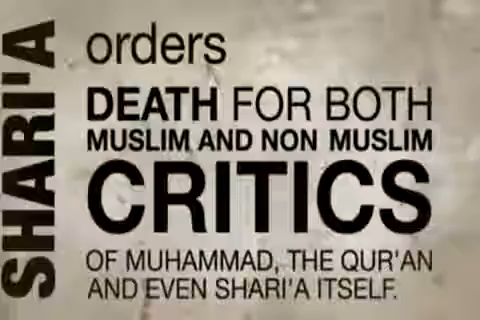 SHARI'A
orders
DEATH FOR BOTH
MUSLIM AND NON MUSLIM
CRITICS
OF MUHAMMAD, THE QUR'AN
AND EVEN SHARI'A ITSELF.